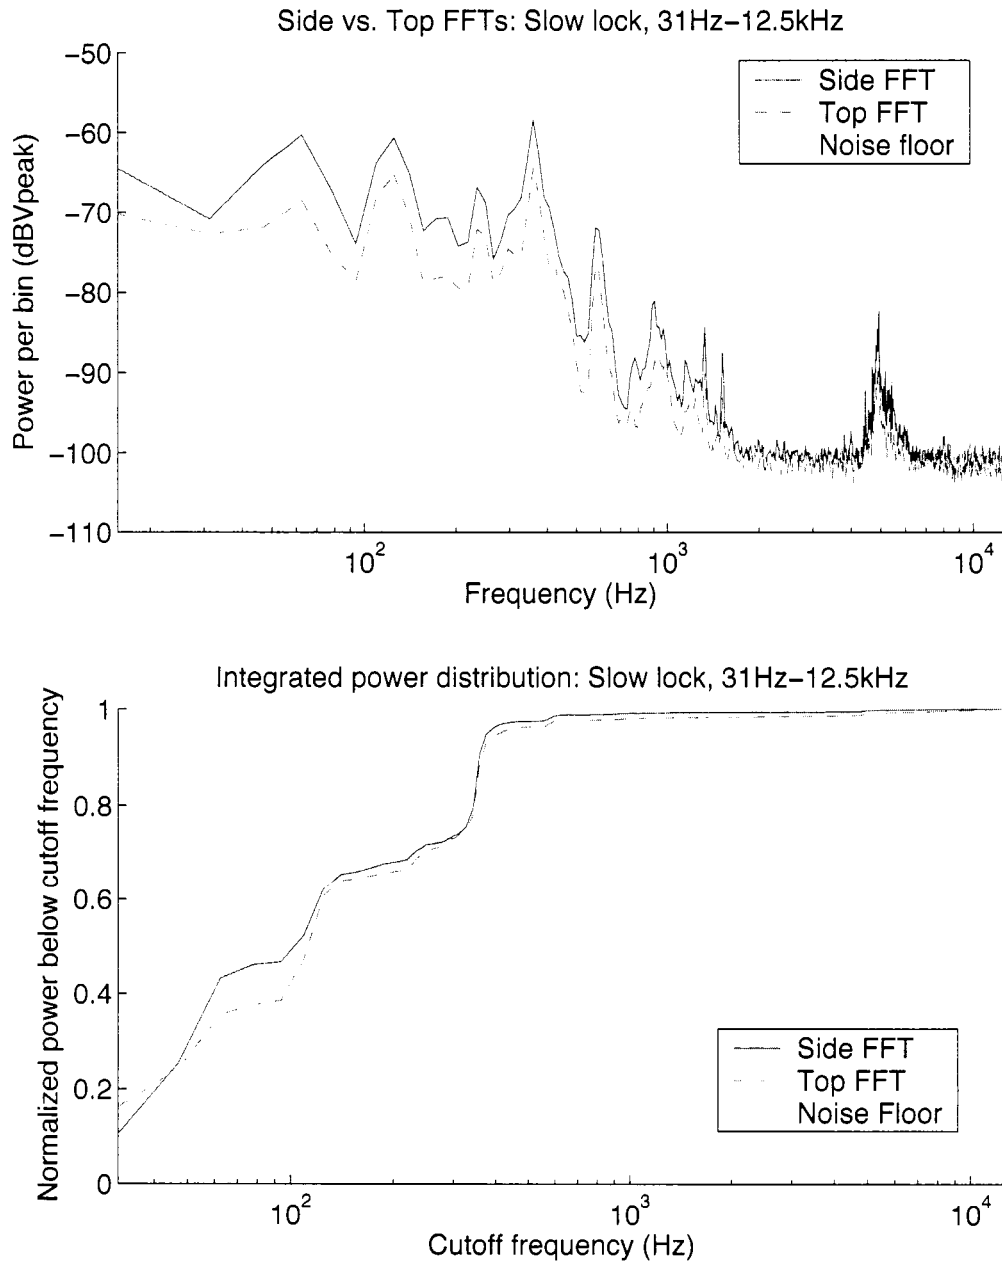 Side vs. Top FFTs: Slow lock, 31Hz−12.5kHz
−50
−60
−70
−80
−90
−100
−110
Power per bin (dBVpeak)
Side FFT
Top FFT
Noise floor
10²
10³
10⁴
Frequency (Hz)
Integrated power distribution: Slow lock, 31Hz−12.5kHz
1
0.8
0.6
0.4
0.2
0
Normalized power below cutoff frequency
Side FFT
Top FFT
Noise Floor
10²
10³
10⁴
Cutoff frequency (Hz)